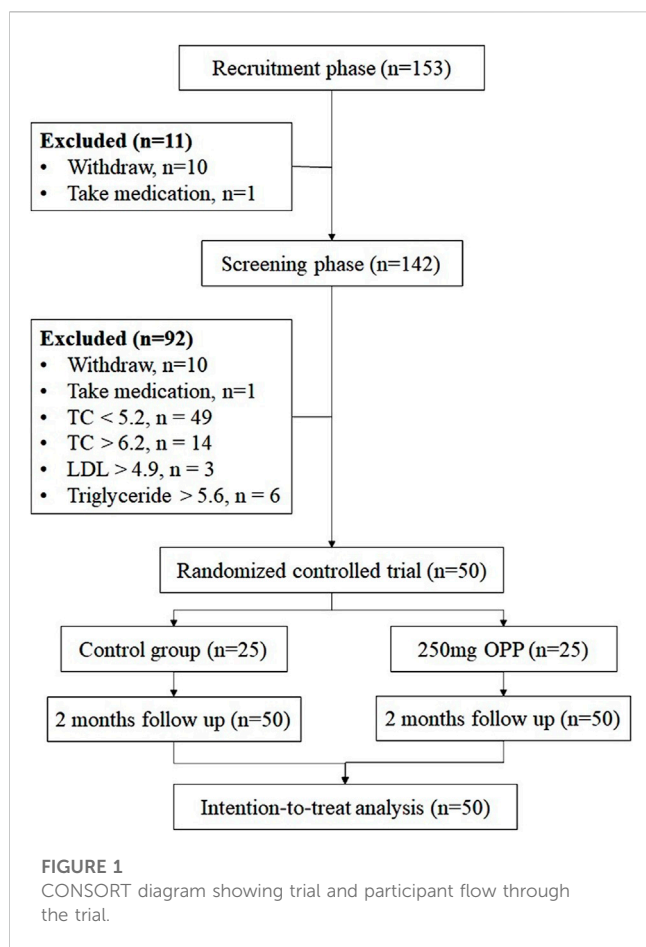 Recruitment phase (n=153)
Excluded (n=11)
• Withdraw, n=10
• Take medication, n=1
Screening phase (n=142)
Excluded (n=92)
• Withdraw, n=10
• Take medication, n=1
• TC < 5.2, n = 49
• TC > 6.2, n = 14
• LDL > 4.9, n = 3
• Triglyceride > 5.6, n = 6
Randomized controlled trial (n=50)
Control group (n=25)
250mg OPP (n=25)
2 months follow up (n=50)
2 months follow up (n=50)
Intention-to-treat analysis (n=50)
FIGURE 1
CONSORT diagram showing trial and participant flow through
the trial.